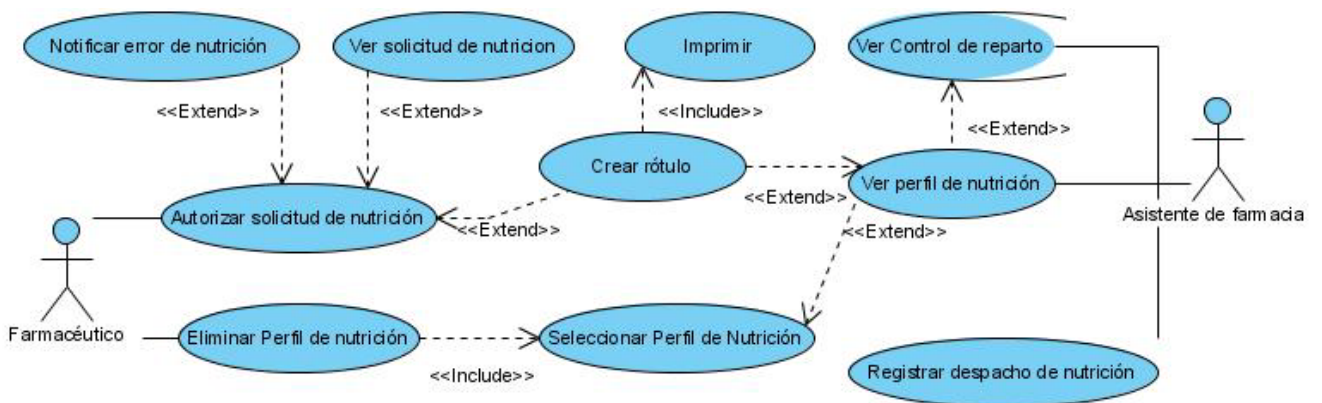 Notificar error de nutrición
Ver solicitud de nutricion
Imprimir
Ver Control de reparto
<<Extend>>
<<Extend>>
<<Include>>
<<Extend>>
Crear rótulo
Ver perfil de nutrición
<<Extend>>
Autorizar solicitud de nutrición
<<Extend>>
<<Extend>>
Asistente de farmacia
Farmacéutico
Eliminar Perfil de nutrición
Seleccionar Perfil de Nutrición
<<Include>>
Registrar despacho de nutrición